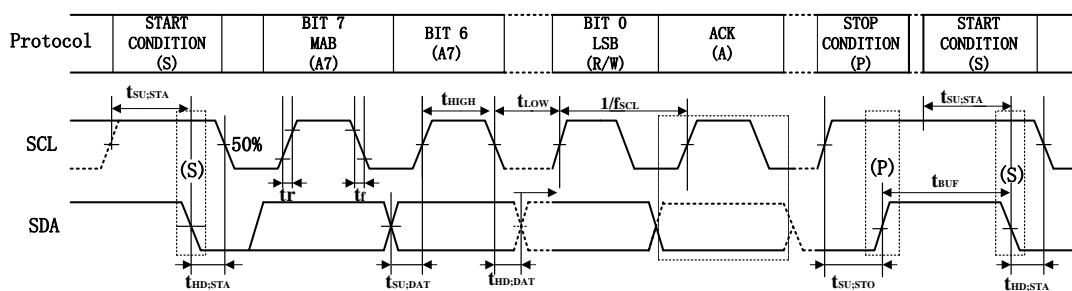 Protocol
START
CONDITION
(S)
BIT 7
MAB
(A7)
BIT 6
(A7)
BIT 0
LSB
(R/W)
ACK
(A)
STOP
CONDITION
(P)
START
CONDITION
(S)
tSU;STA
tHIGH
tLOW
1/fSCL
tSU;STA
SCL
50%
(S)
(P)
(S)
tr
tf
tBUF
SDA
tHD;STA
tSU;DAT
tHD;DAT
tSU;STO
tHD;STA